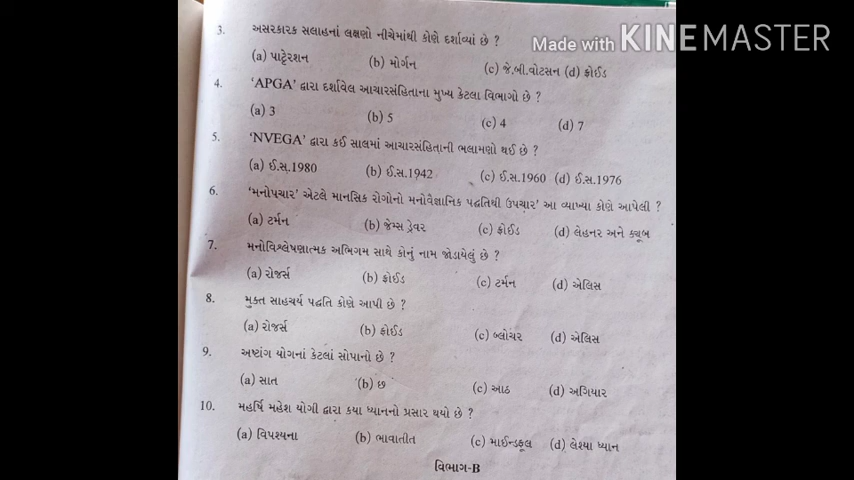 Made with KINEMASTER
3. અસરકારક સલાહનાં લક્ષણો નીચેમાંથી કોણે દર્શાવ્યાં છે ?
(a) પાટ્રેરશન (b) મોર્ગન (c) જે.બી.વોટસન (d) ફ્રોઈડ
4. 'APGA' દ્વારા દર્શાવેલ આચારસંહિતાના મુખ્ય કેટલા વિભાગો છે ?
(a) 3 (b) 5 (c) 4 (d) 7
5. 'NVEGA' દ્વારા કઈ સાલમાં આચારસંહિતાની ભલામણો થઈ છે ?
(a) ઈ.સ.1980 (b) ઈ.સ.1942 (c) ઈ.સ.1960 (d) ઈ.સ.1976
6. 'મનોપચાર' એટલે માનસિક રોગોનો મનોવૈજ્ઞાનિક પદ્ધતિથી ઉપચાર' આ વ્યાખ્યા કોણે આપેલી ?
(a) ટર્મન (b) જેમ્સ ડ્રેવર (c) ફ્રોઈડ (d) લેહનર અને ક્યૂબ
7. મનોવિશ્લેષણાત્મક અભિગમ સાથે કોનું નામ જોડાયેલું છે ?
(a) રોજર્સ (b) ફ્રોઈડ (c) ટર્મન (d) એલિસ
8. મુક્ત સાહચર્ય પદ્ધતિ કોણે આપી છે ?
(a) રોજર્સ (b) ફ્રોઈડ (c) બ્લોચર (d) એલિસ
9. અષ્ટાંગ યોગનાં કેટલાં સોપાનો છે ?
(a) સાત (b) છ (c) આઠ (d) અગિયાર
10. મહર્ષિ મહેશ યોગી દ્વારા કયા ધ્યાનનો પ્રસાર થયો છે ?
(a) વિપશ્યના (b) ભાવાતીત (c) માઈન્ડફૂલ (d) લેશ્યા ધ્યાન
વિભાગ-B